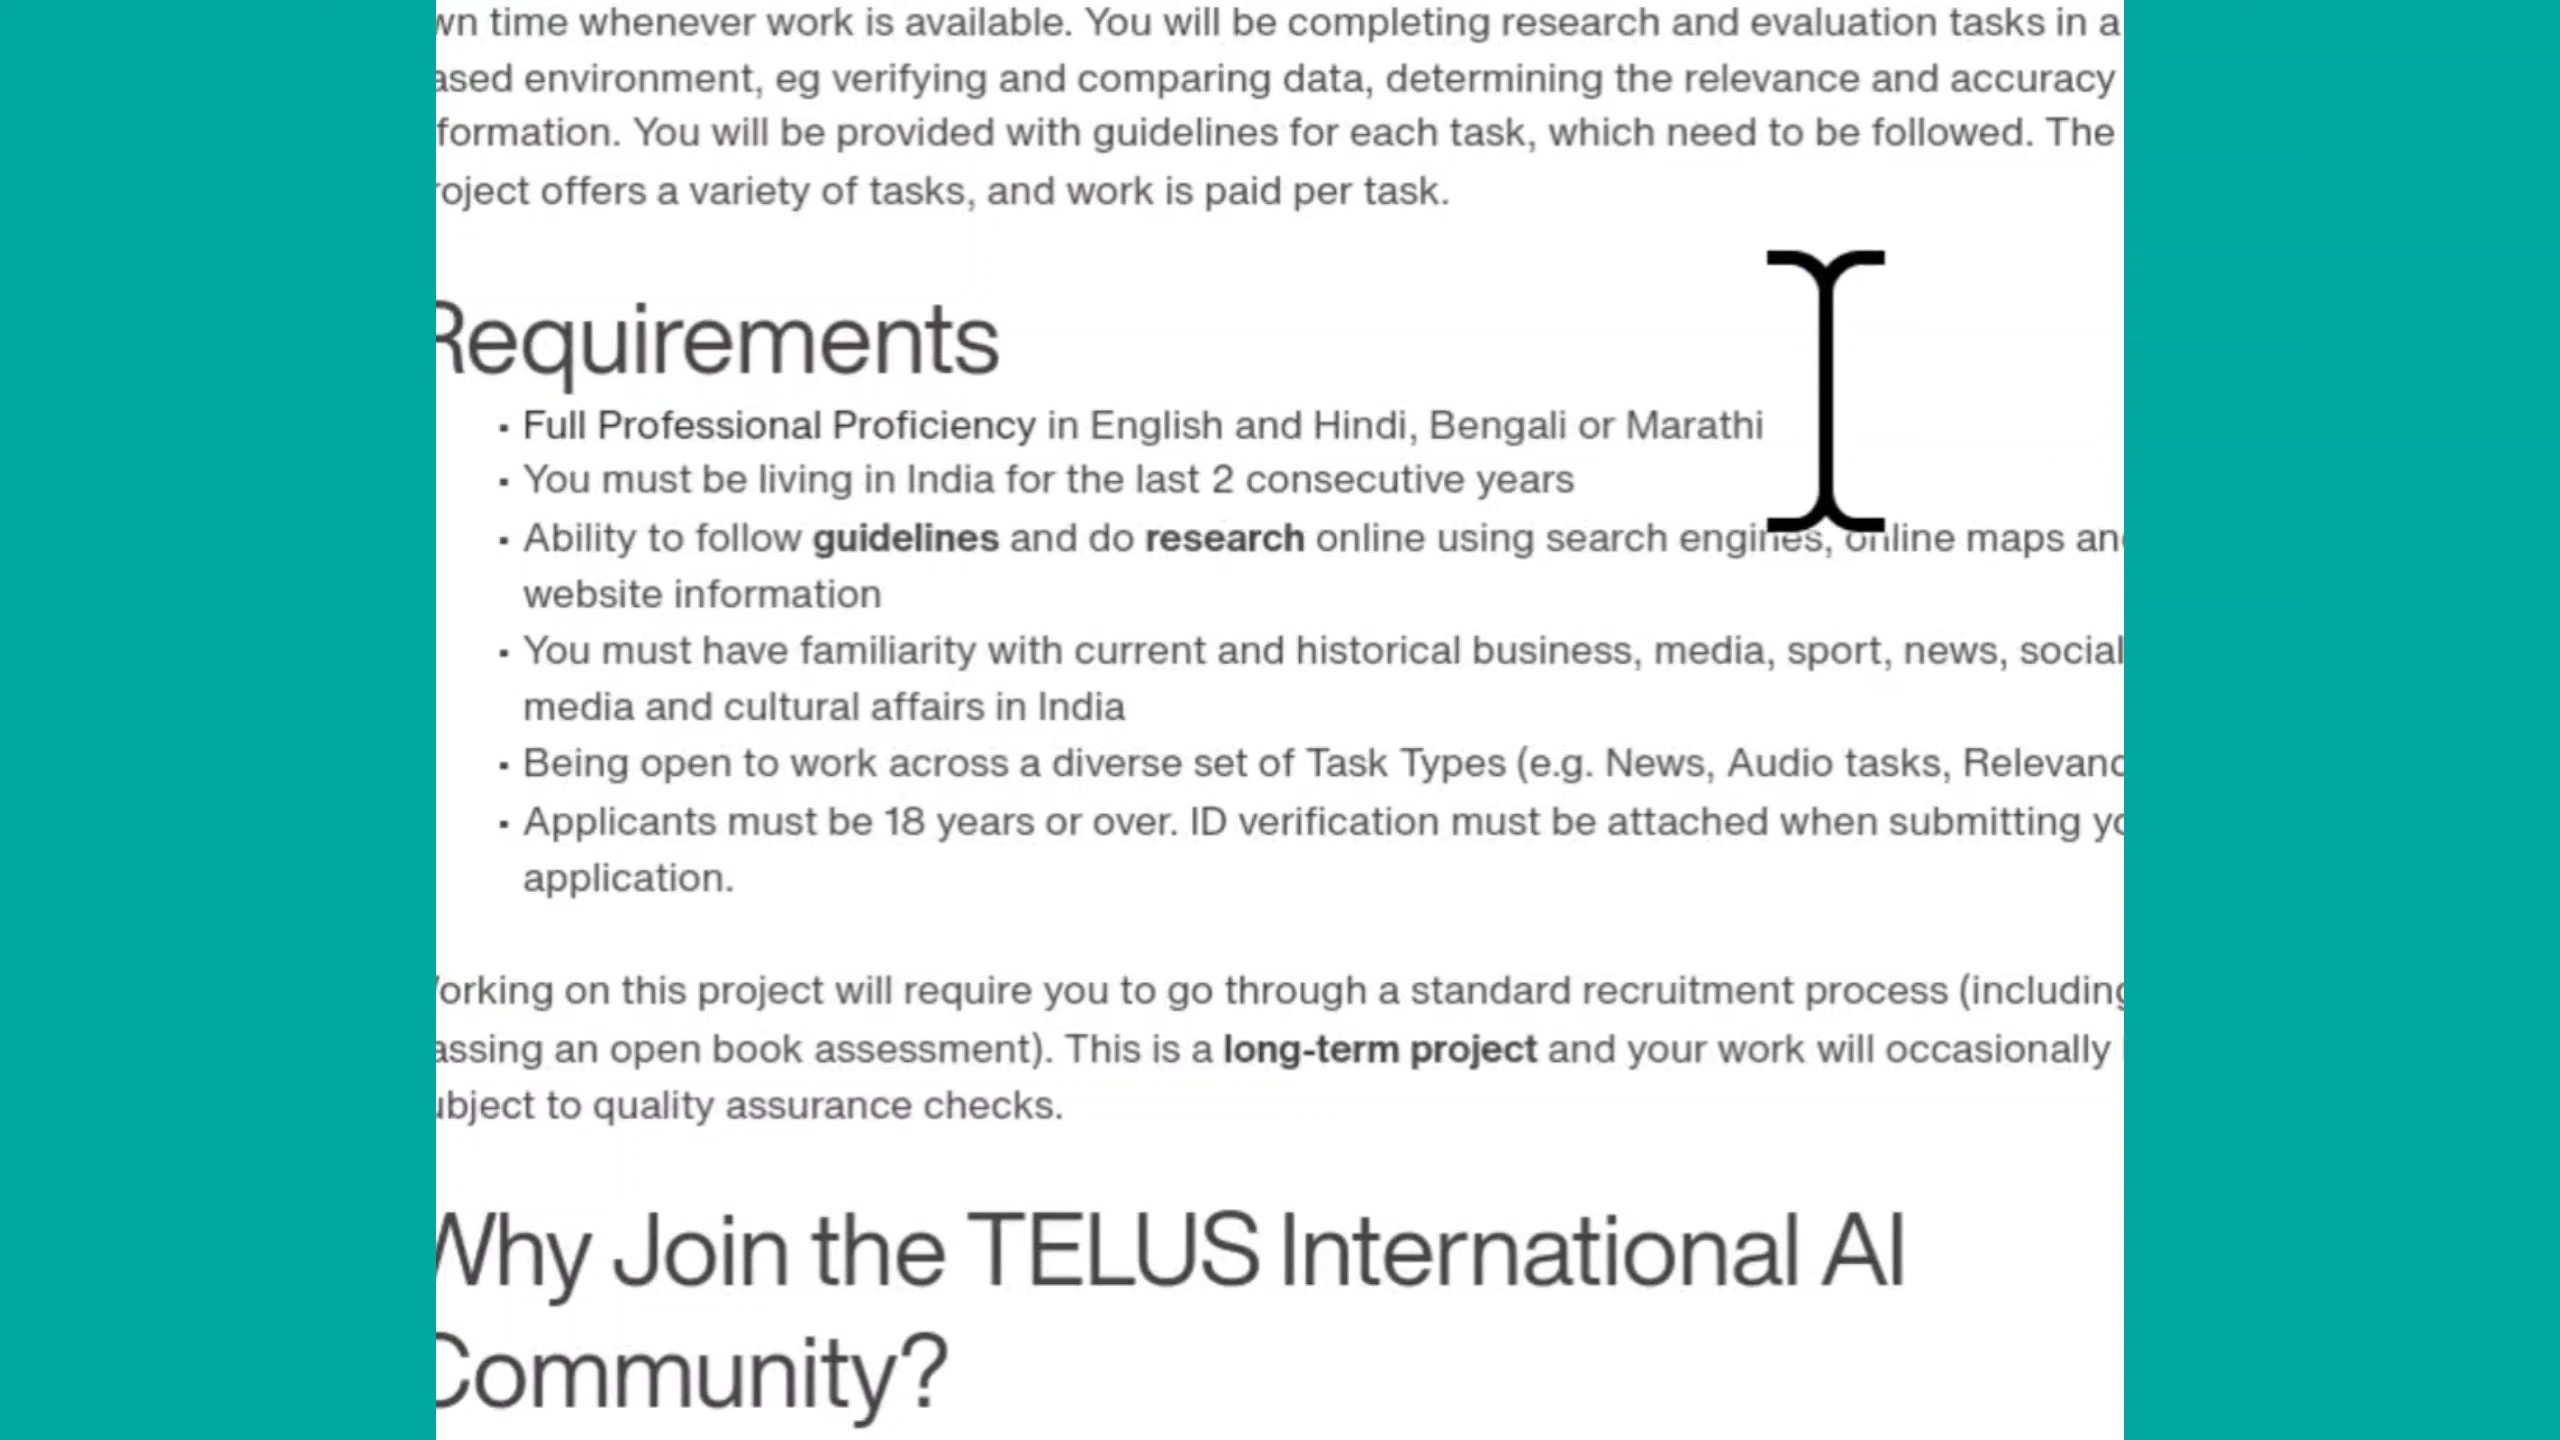 wn time whenever work is available. You will be completing research and evaluation tasks in a
ased environment, eg verifying and comparing data, determining the relevance and accuracy
formation. You will be provided with guidelines for each task, which need to be followed. The
roject offers a variety of tasks, and work is paid per task.
Requirements
▪ Full Professional Proficiency in English and Hindi, Bengali or Marathi
▪ You must be living in India for the last 2 consecutive years
▪ Ability to follow guidelines and do research online using search engines, online maps an
website information
▪ You must have familiarity with current and historical business, media, sport, news, social
media and cultural affairs in India
▪ Being open to work across a diverse set of Task Types (e.g. News, Audio tasks, Relevanc
▪ Applicants must be 18 years or over. ID verification must be attached when submitting yo
application.
orking on this project will require you to go through a standard recruitment process (including
assing an open book assessment). This is a long-term project and your work will occasionally
ubject to quality assurance checks.
Why Join the TELUS International AI
Community?